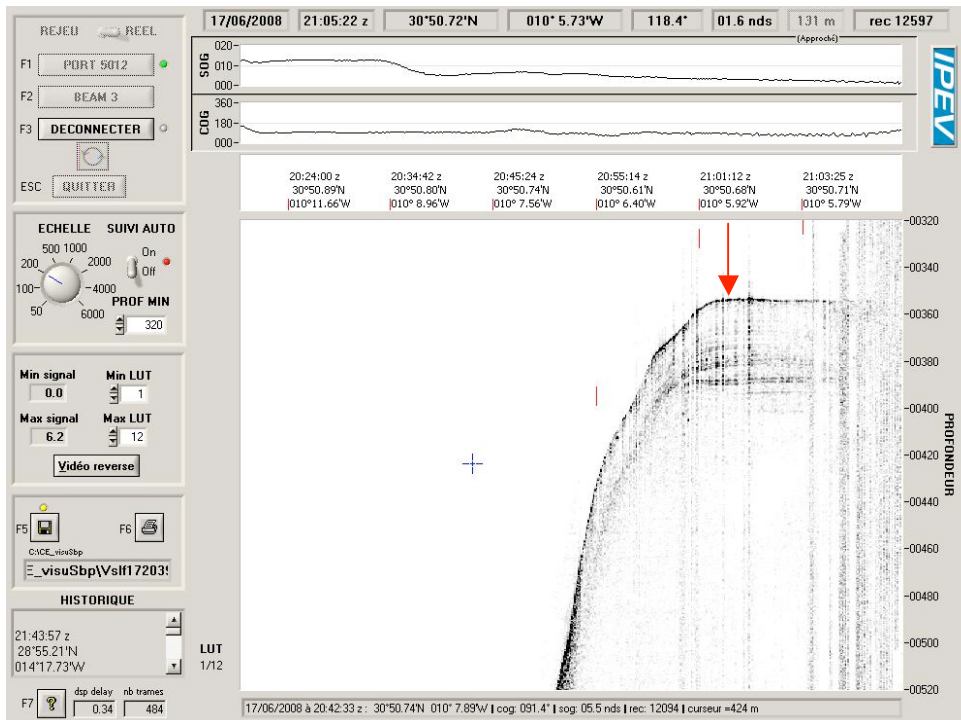 17/06/2008 21:05:22 z 30°50.72'N 010° 5.73'W 118.4° 01.6 nds 131 m rec 12597
(Approché)
REJEU REEL
F1 PORT 5012
F2 BEAM 3
F3 DECONNECTER
ESC QUITTER
SOG
020
010
000
COG
360
180
000
IPEV
20:24:00 z 20:34:42 z 20:45:24 z 20:55:14 z 21:01:12 z 21:03:25 z
30°50.89'N 30°50.80'N 30°50.74'N 30°50.61'N 30°50.68'N 30°50.71'N
010°11.66'W 010° 8.96'W 010° 7.56'W 010° 6.40'W 010° 5.92'W 010° 5.79'W
ECHELLE SUIVI AUTO
500 1000
200 2000
100 4000
50 6000
On
Off
PROF MIN
320
Min signal Min LUT
0.0 1
Max signal Max LUT
6.2 12
Vidéo reverse
F5 F6
C:\CE_visuSbp
E_visuSbp\Vslf172039
HISTORIQUE
21:43:57 z
28°55.21'N
014°17.73'W
LUT
1/12
F7 ? dsp delay nb trames
0.34 484
00320
00340
00360
00380
00400
00420
00440
00460
00480
00500
00520
PROFONDEUR
17/06/2008 à 20:42:33 z : 30°50.74'N 010° 7.89'W | cog: 091.4° | sog: 05.5 nds | rec: 12094 | curseur =424 m